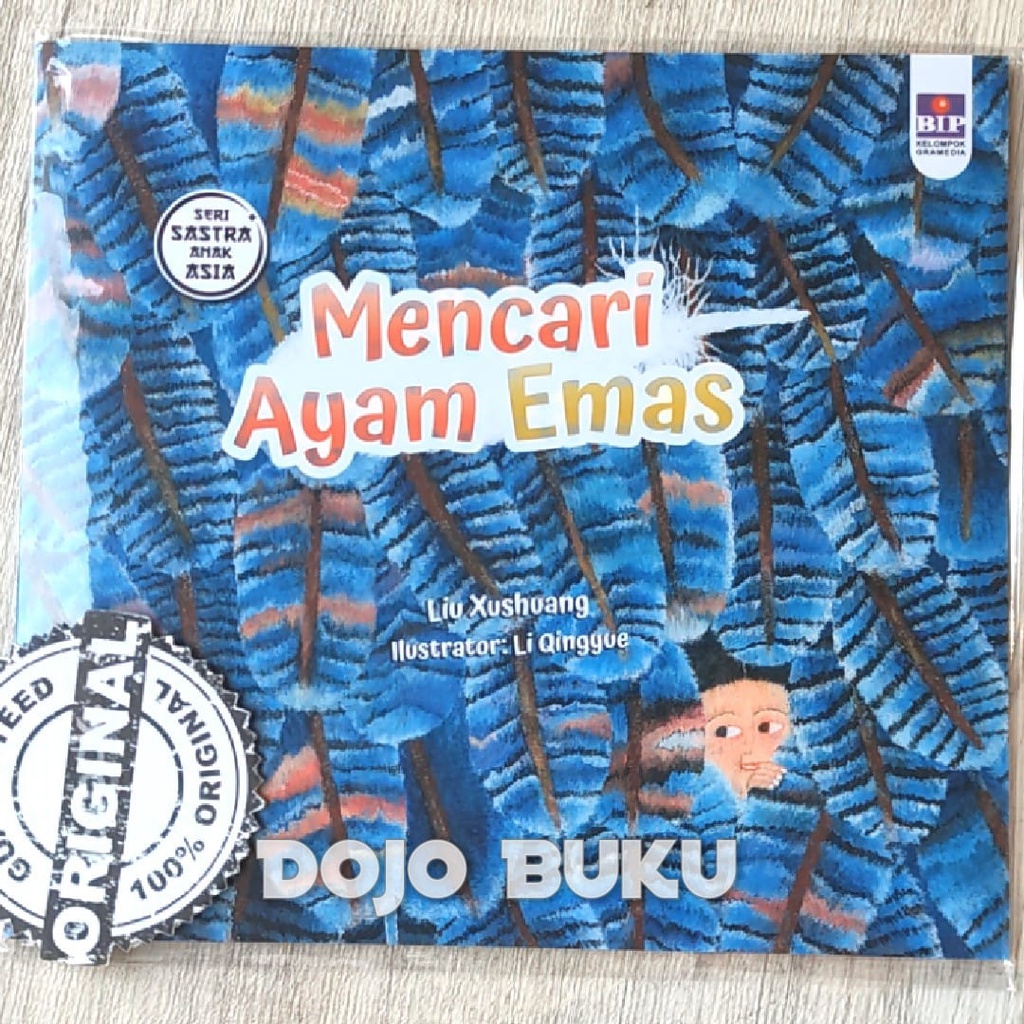 BIP
KELOMPOK
GRAMEDIA
SERI
SASTRA
ANAK
ASIA
Mencari
Ayam Emas
Liu Xushuang
Ilustrator: Li Qingyue
ORIGINAL
100% ORIGINAL
DOJO BUKU